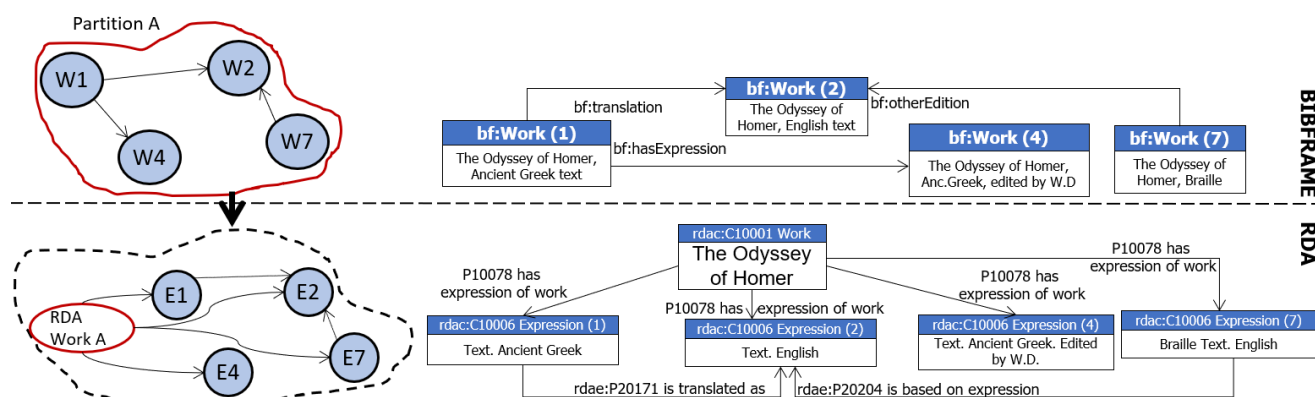 Partition A
W1
W2
W4
W7
bf:translation
bf:Work (2)
The Odyssey of
Homer, English text
bf:otherEdition
bf:Work (1)
The Odyssey of Homer,
Ancient Greek text
bf:hasExpression
bf:Work (4)
The Odyssey of Homer,
Anc.Greek, edited by W.D
bf:Work (7)
The Odyssey of
Homer, Braille
BIBFRAME
RDA
RDA
Work A
E1
E2
E4
E7
rdac:C10001 Work
The Odyssey
of Homer
P10078 has
expression of work
P10078 has expression of work
P10078 has
expression of work
P10078 has
expression of work
rdac:C10006 Expression (1)
Text. Ancient Greek
rdac:C10006 Expression (2)
Text. English
rdac:C10006 Expression (4)
Text. Ancient Greek. Edited
by W.D.
rdac:C10006 Expression (7)
Braille Text. English
rdae:P20171 is translated as
rdae:P20204 is based on expression